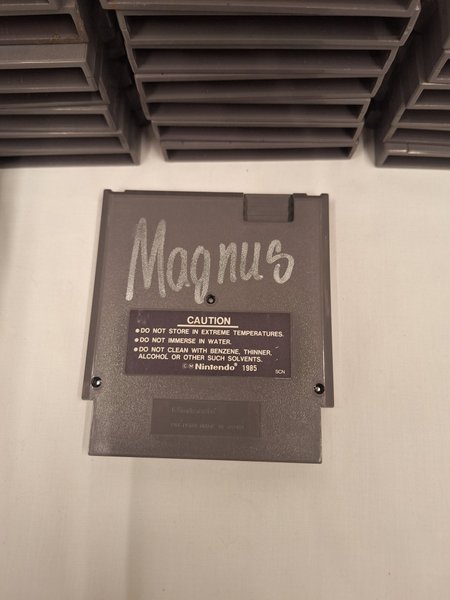 Magnus
CAUTION
●DO NOT STORE IN EXTREME TEMPERATURES.
●DO NOT IMMERSE IN WATER.
●DO NOT CLEAN WITH BENZENE, THINNER,
ALCOHOL OR OTHER SUCH SOLVENTS.
©M Nintendo® 1985
SCN